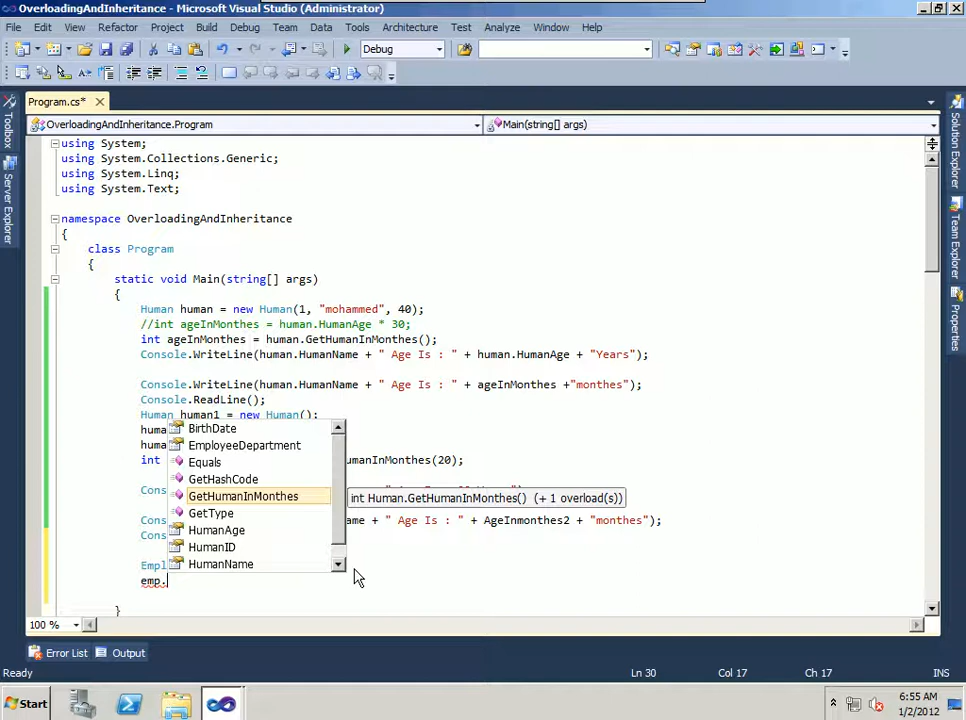 OverloadingAndInheritance - Microsoft Visual Studio (Administrator)
File Edit View Refactor Project Build Debug Team Data Tools Architecture Test Analyze Window Help
Debug
Program.cs*
OverloadingAndInheritance.Program
Main(string[] args)
Toolbox
Server Explorer
Solution Explorer
Team Explorer
Properties
using System;
using System.Collections.Generic;
using System.Linq;
using System.Text;
namespace OverloadingAndInheritance
{
class Program
{
static void Main(string[] args)
{
Human human = new Human(1, "mohammed", 40);
//int ageInMonthes = human.HumanAge * 30;
int ageInMonthes = human.GetHumanInMonthes();
Console.WriteLine(human.HumanName + " Age Is : " + human.HumanAge + "Years");
Console.WriteLine(human.HumanName + " Age Is : " + ageInMonthes +"monthes");
Console.ReadLine();
Human human1 = new Human();
huma
huma
int
umanInMonthes(20);
Cons
Cons
ame + " Age Is : " + AgeInmonthes2 + "monthes");
Cons
Empl
emp.
}
BirthDate
EmployeeDepartment
Equals
GetHashCode
GetHumanInMonthes
GetType
HumanAge
HumanID
HumanName
int Human.GetHumanInMonthes() (+ 1 overload(s))
100 %
Error List Output
Ready Ln 30 Col 17 Ch 17 INS
Start
6:55 AM
1/2/2012